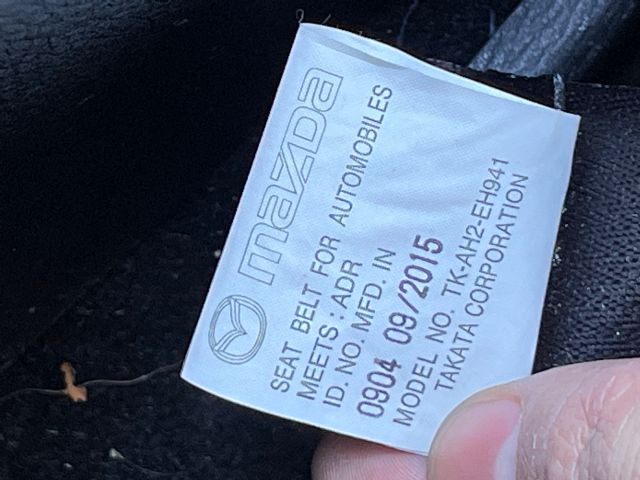 mazda
SEAT BELT FOR AUTOMOBILES
MEETS : ADR
ID. NO. MFD. IN
0904 09/2015
MODEL NO. TK-AH2-EH941
TAKATA CORPORATION